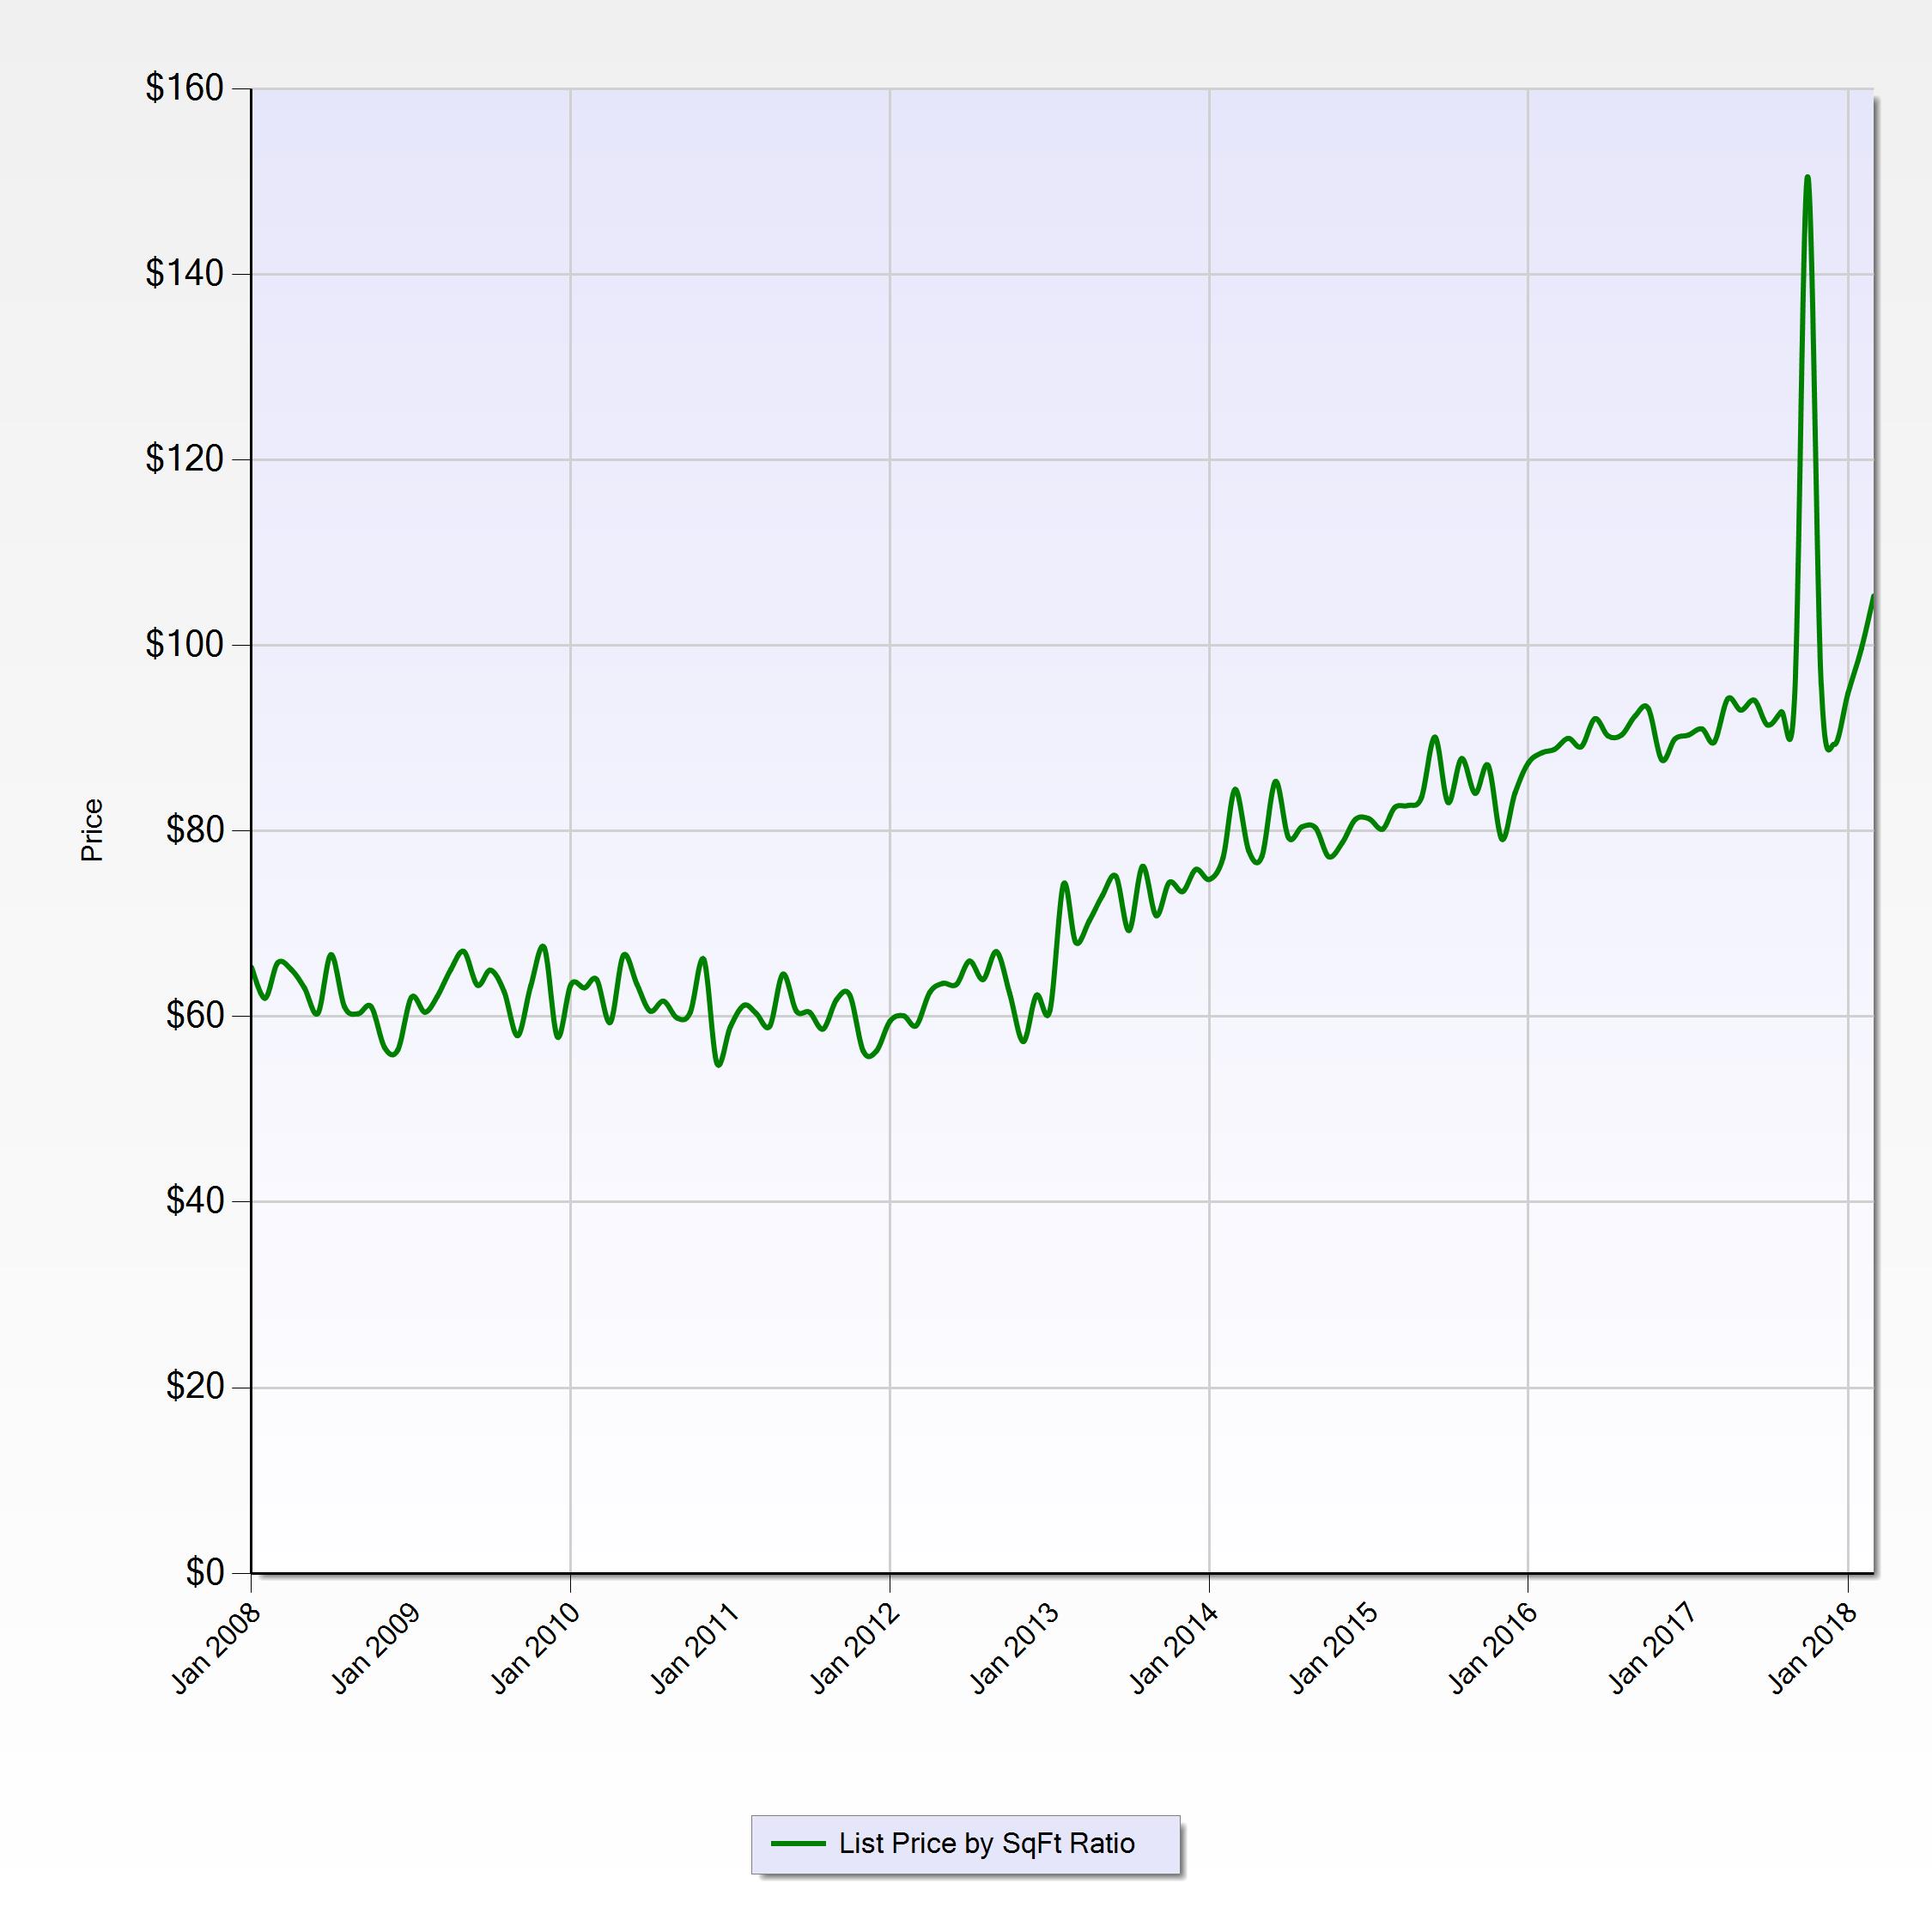 $160
$140
$120
$100
$80
$60
$40
$20
$0
Price
Jan 2008
Jan 2009
Jan 2010
Jan 2011
Jan 2012
Jan 2013
Jan 2014
Jan 2015
Jan 2016
Jan 2017
Jan 2018
List Price by SqFt Ratio